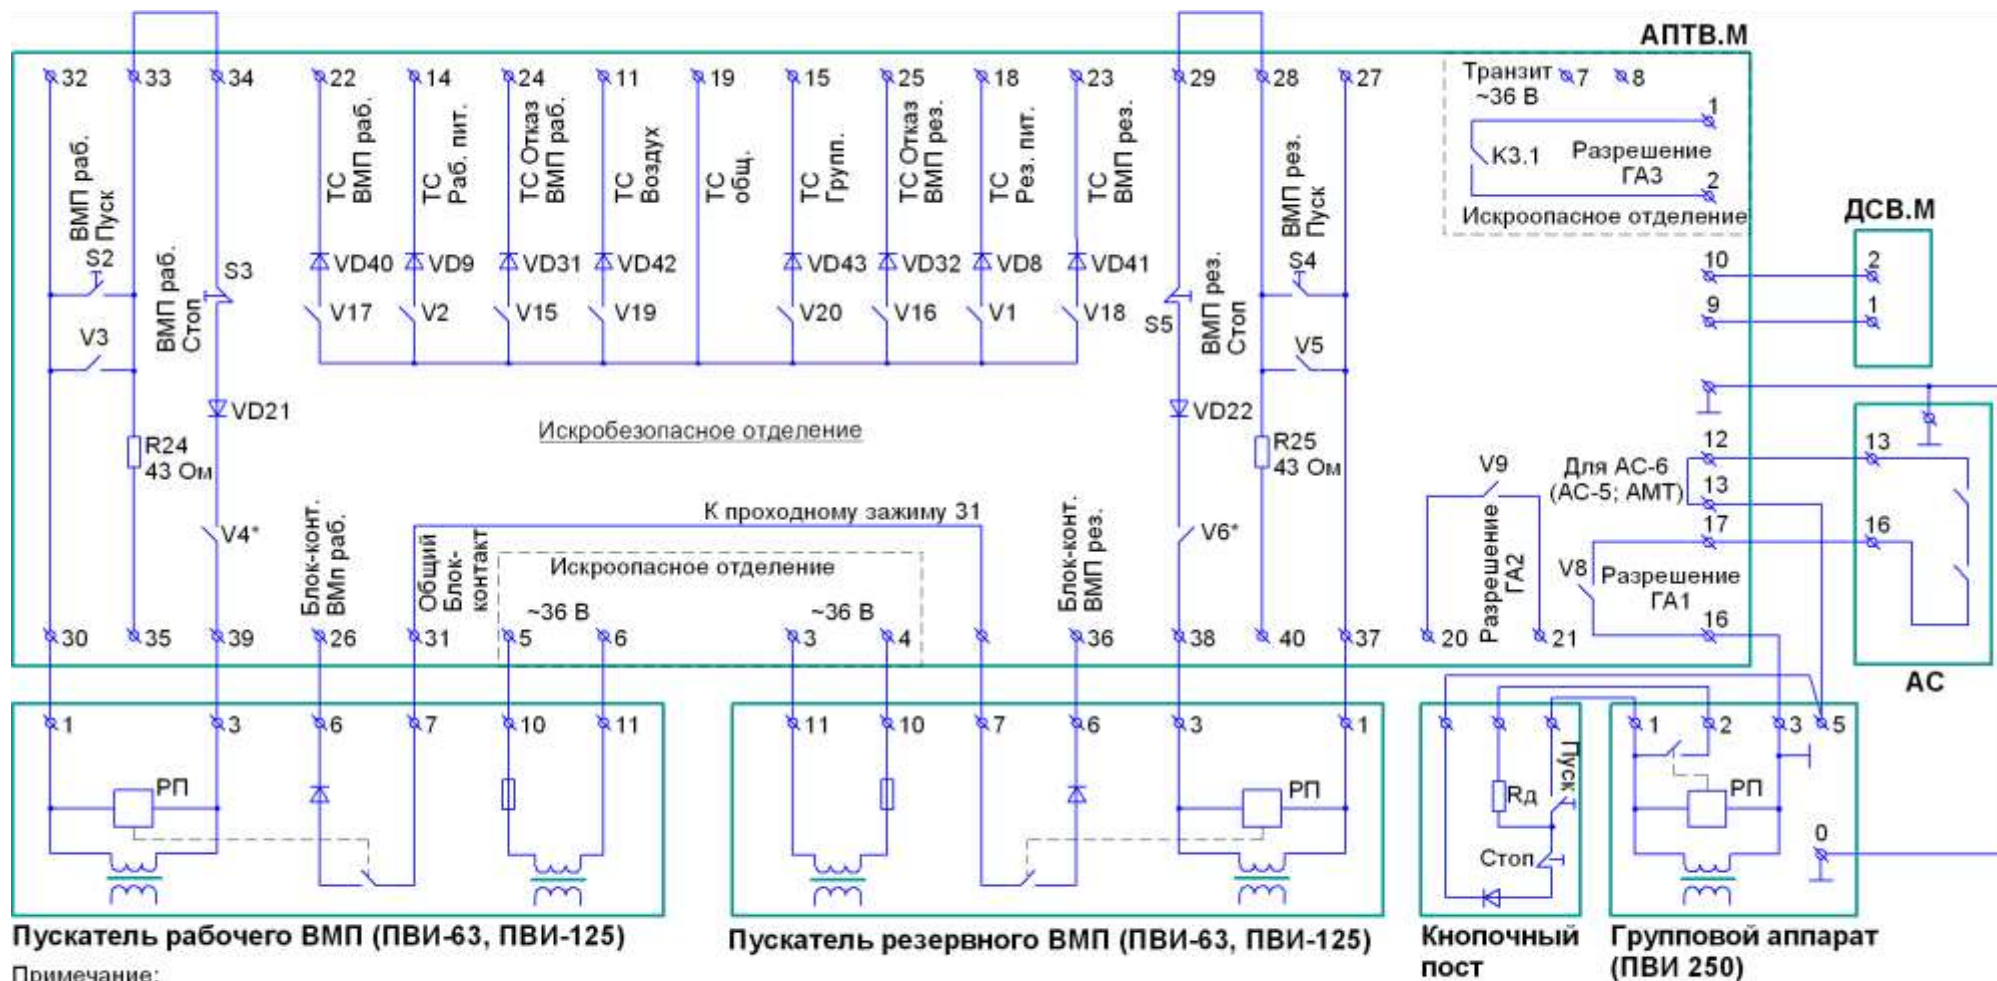 АПТВ.М
32
33
34
22
14
24
11
19
15
25
18
23
29
28
27
Транзит
~36 В
7
8
1
К3.1
Разрешение
ГА3
2
Искроопасное отделение
ВМП раб.
Пуск
S2
V3
ВМП раб.
Стоп
S3
ТС
ВМП раб.
ТС
Раб. пит.
ТС Отказ
ВМП раб.
ТС
Воздух
ТС
общ.
ТС
Групп.
ТС Отказ
ВМП рез.
ТС
Рез. пит.
ТС
ВМП рез.
VD40
VD9
VD31
VD42
VD43
VD32
VD8
VD41
V17
V2
V15
V19
V20
V16
V1
V18
S5
ВМП рез.
Стоп
ВМП рез.
Пуск
S4
V5
ДСВ.М
10
2
9
1
VD21
R24
43 Ом
V4*
Искробезопасное отделение
VD22
R25
43 Ом
V6*
К проходному зажиму 31
Блок-конт.
ВМп раб.
Общий
Блок-
контакт
Искроопасное отделение
~36 В
~36 В
Блок-конт.
ВМП рез.
V9
Разрешение
ГА2
Для АС-6
(АС-5; АМТ)
12
13
17
V8
Разрешение
ГА1
16
13
16
АС
30
35
39
26
31
5
6
3
4
36
38
40
37
20
21
1
3
6
7
10
11
РП
11
10
7
6
3
1
РП
Пуск
Rд
Стоп
1
2
3
5
РП
0
Пускатель рабочего ВМП (ПВИ-63, ПВИ-125)
Пускатель резервного ВМП (ПВИ-63, ПВИ-125)
Кнопочный
пост
Групповой аппарат
(ПВИ 250)
Примечание: